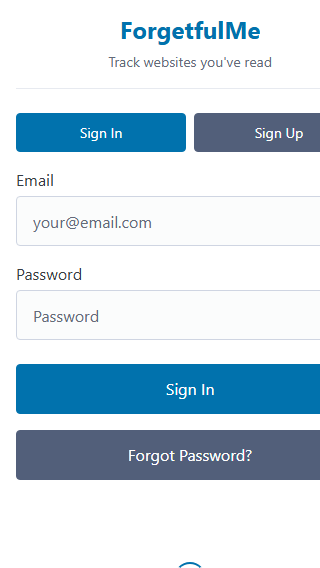 ForgetfulMe
Track websites you've read
Sign In
Sign Up
Email
your@email.com
Password
Password
Sign In
Forgot Password?